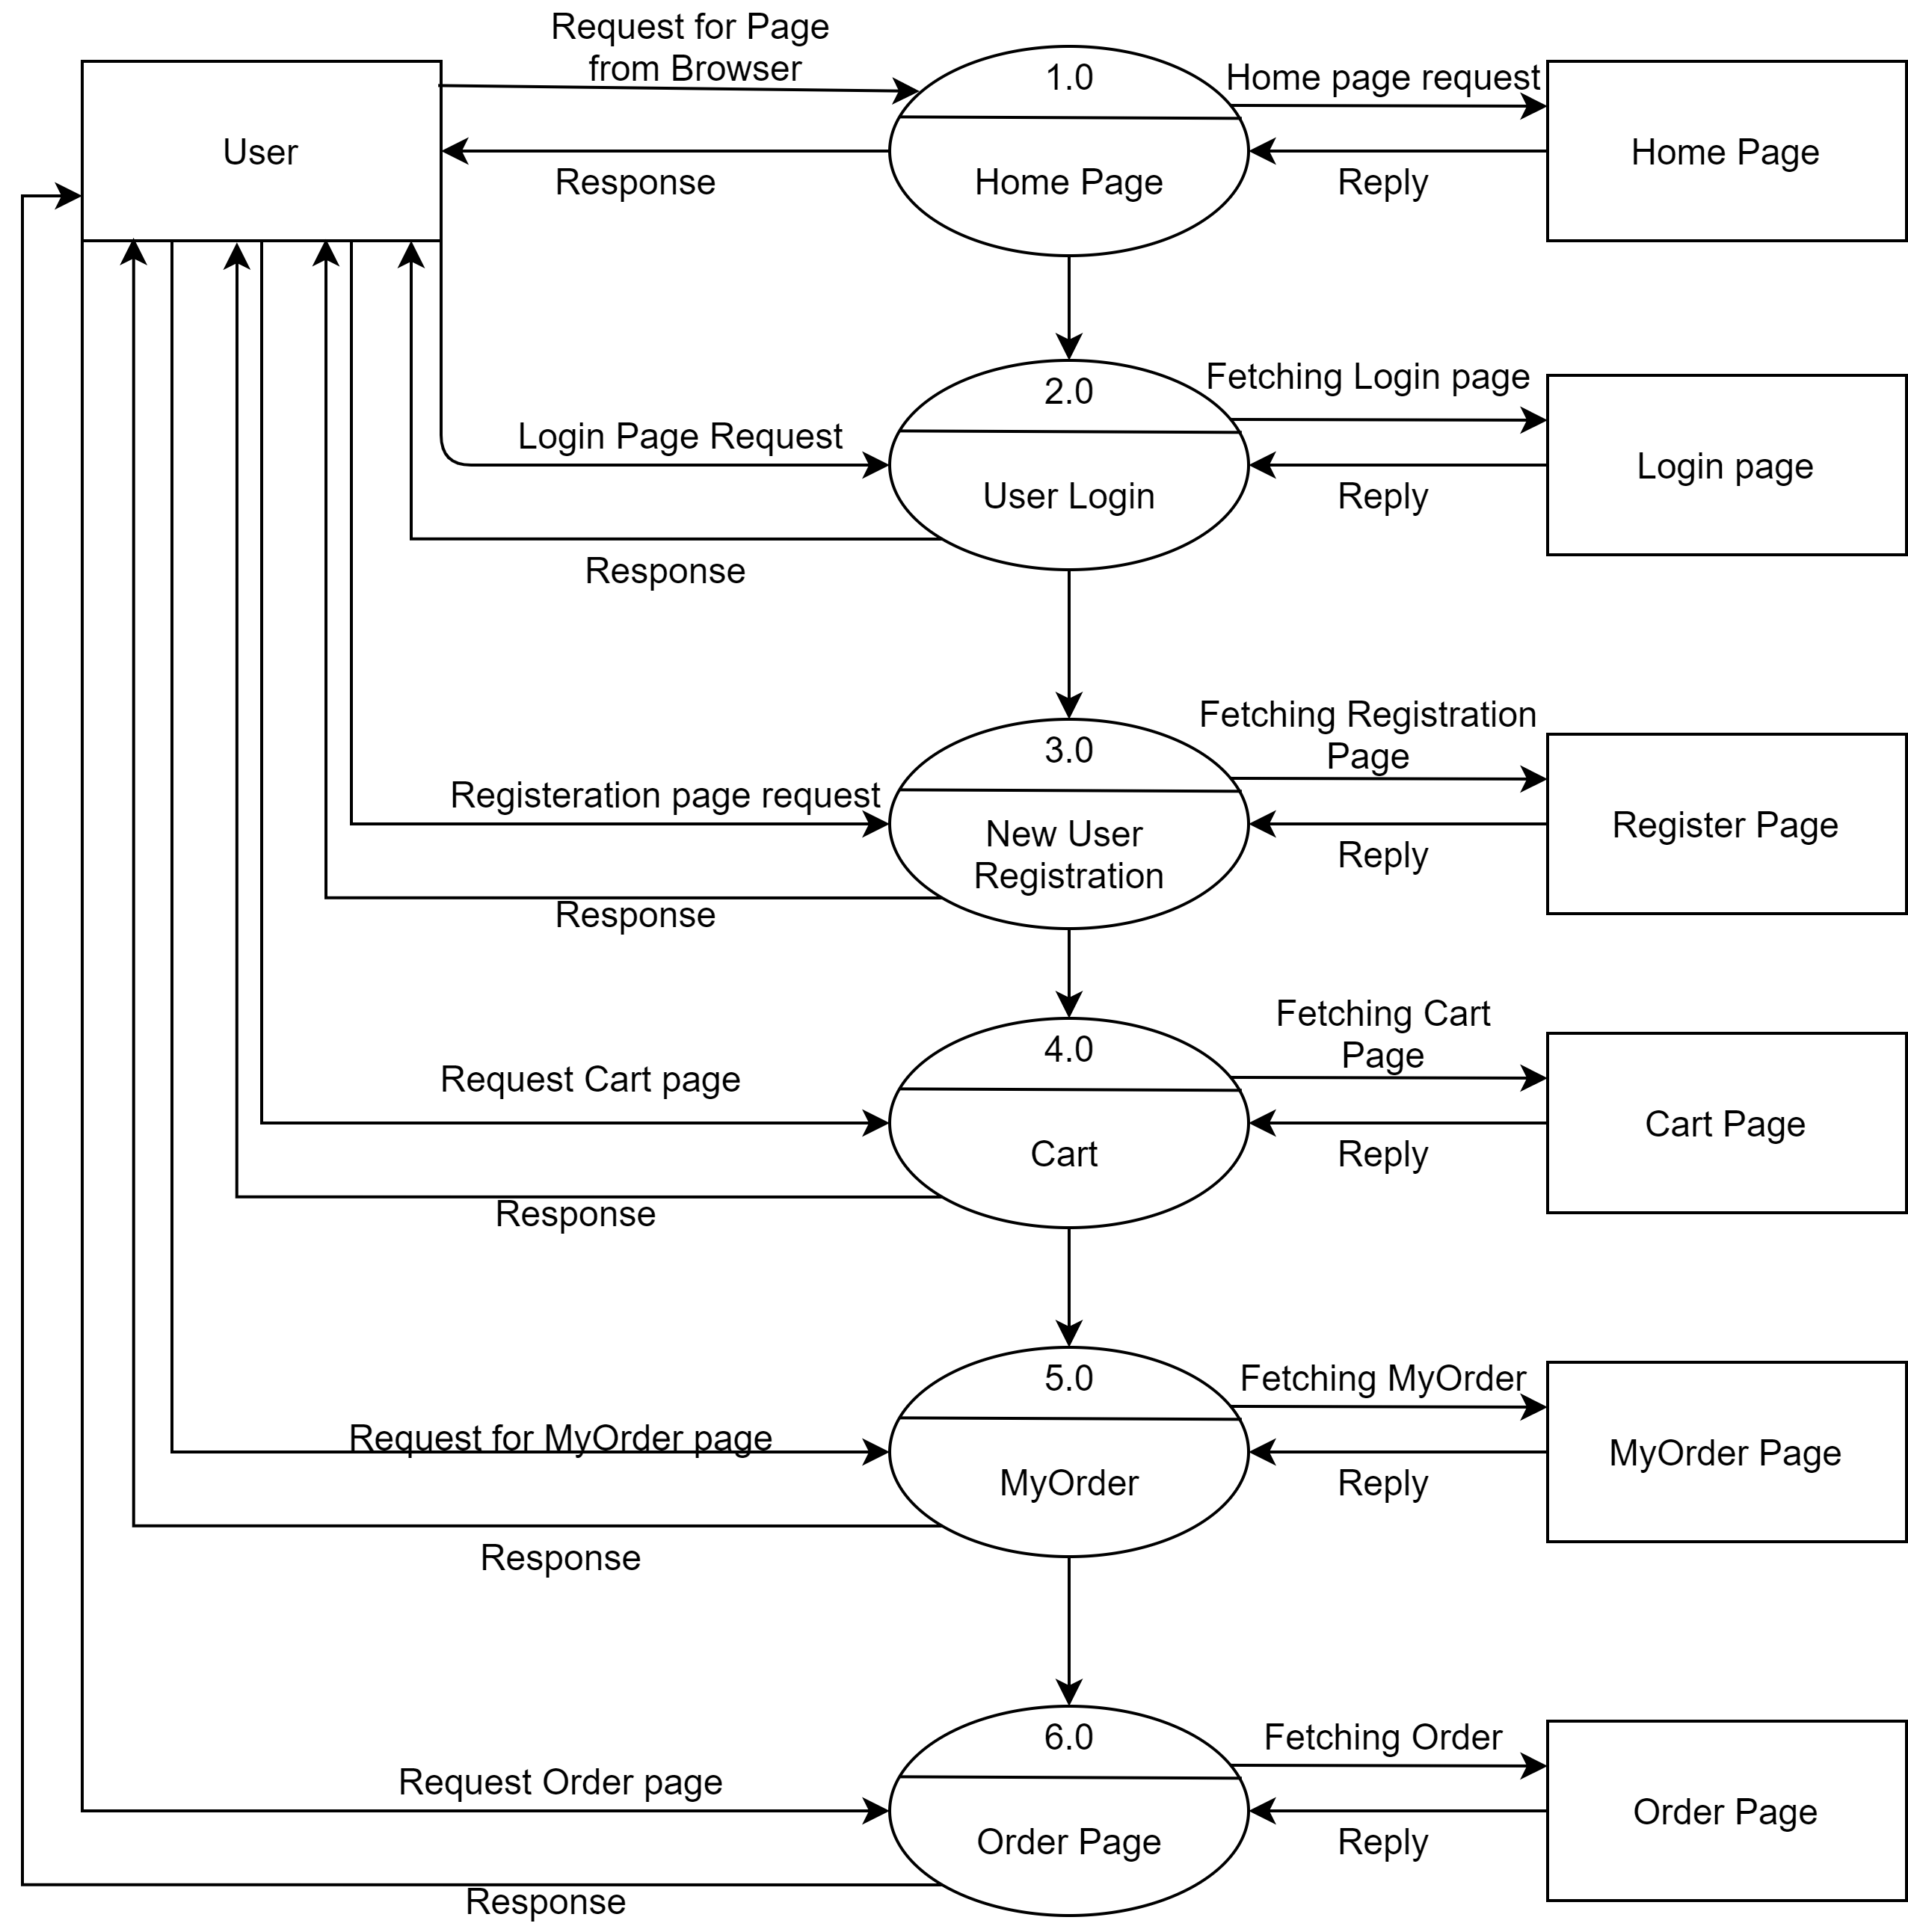 Request for Page
from Browser
1.0
Home page request
User
Home Page
Home Page
Response
Reply
2.0
Fetching Login page
Login Page Request
User Login
Login page
Reply
Response
3.0
Fetching Registration
Page
Registeration page request
New User
Registration
Register Page
Reply
Response
4.0
Fetching Cart
Page
Request Cart page
Cart
Cart Page
Reply
Response
5.0
Fetching MyOrder
Request for MyOrder page
MyOrder
MyOrder Page
Reply
Response
6.0
Fetching Order
Request Order page
Order Page
Order Page
Reply
Response